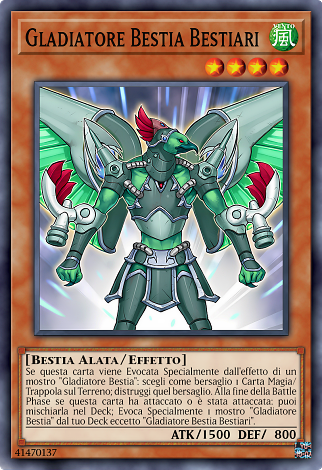 Gladiatore Bestia Bestiari
VENTO
風
[Bestia Alata/Effetto]
Se questa carta viene Evocata Specialmente dall'effetto di un
mostro "Gladiatore Bestia": scegli come bersaglio 1 Carta Magia/
Trappola sul Terreno; distruggi quel bersaglio. Alla fine della Battle
Phase se questa carta ha attaccato o è stata attaccata: puoi
mischiarla nel Deck; Evoca Specialmente 1 mostro "Gladiatore
Bestia" dal tuo Deck eccetto "Gladiatore Bestia Bestiari".
ATK/1500 DEF/ 800
41470137